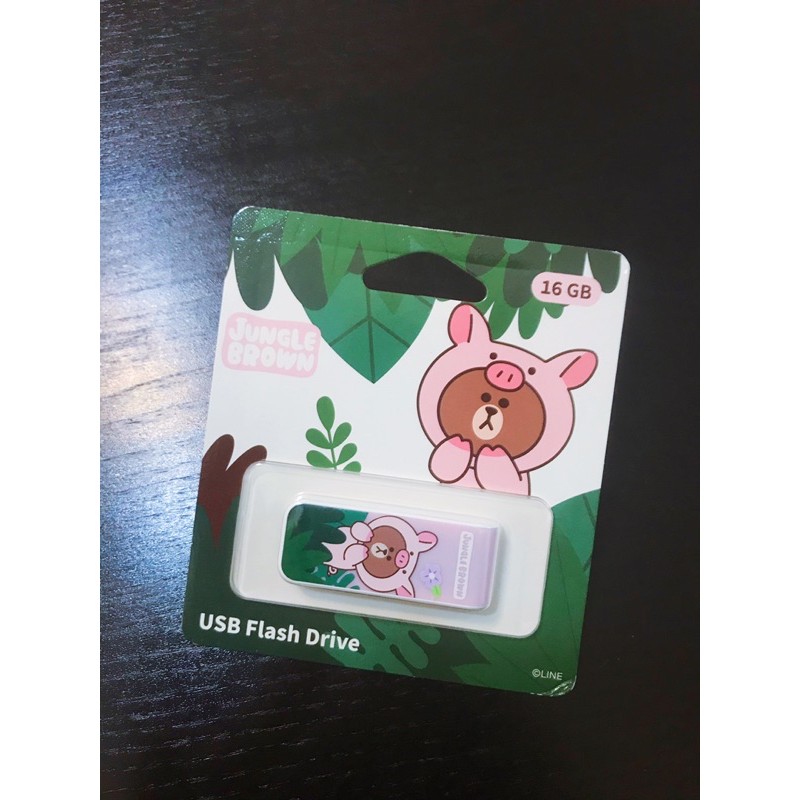 16 GB
JUNGLE
BROWN
JUNGLE BROWN
USB Flash Drive
©LINE